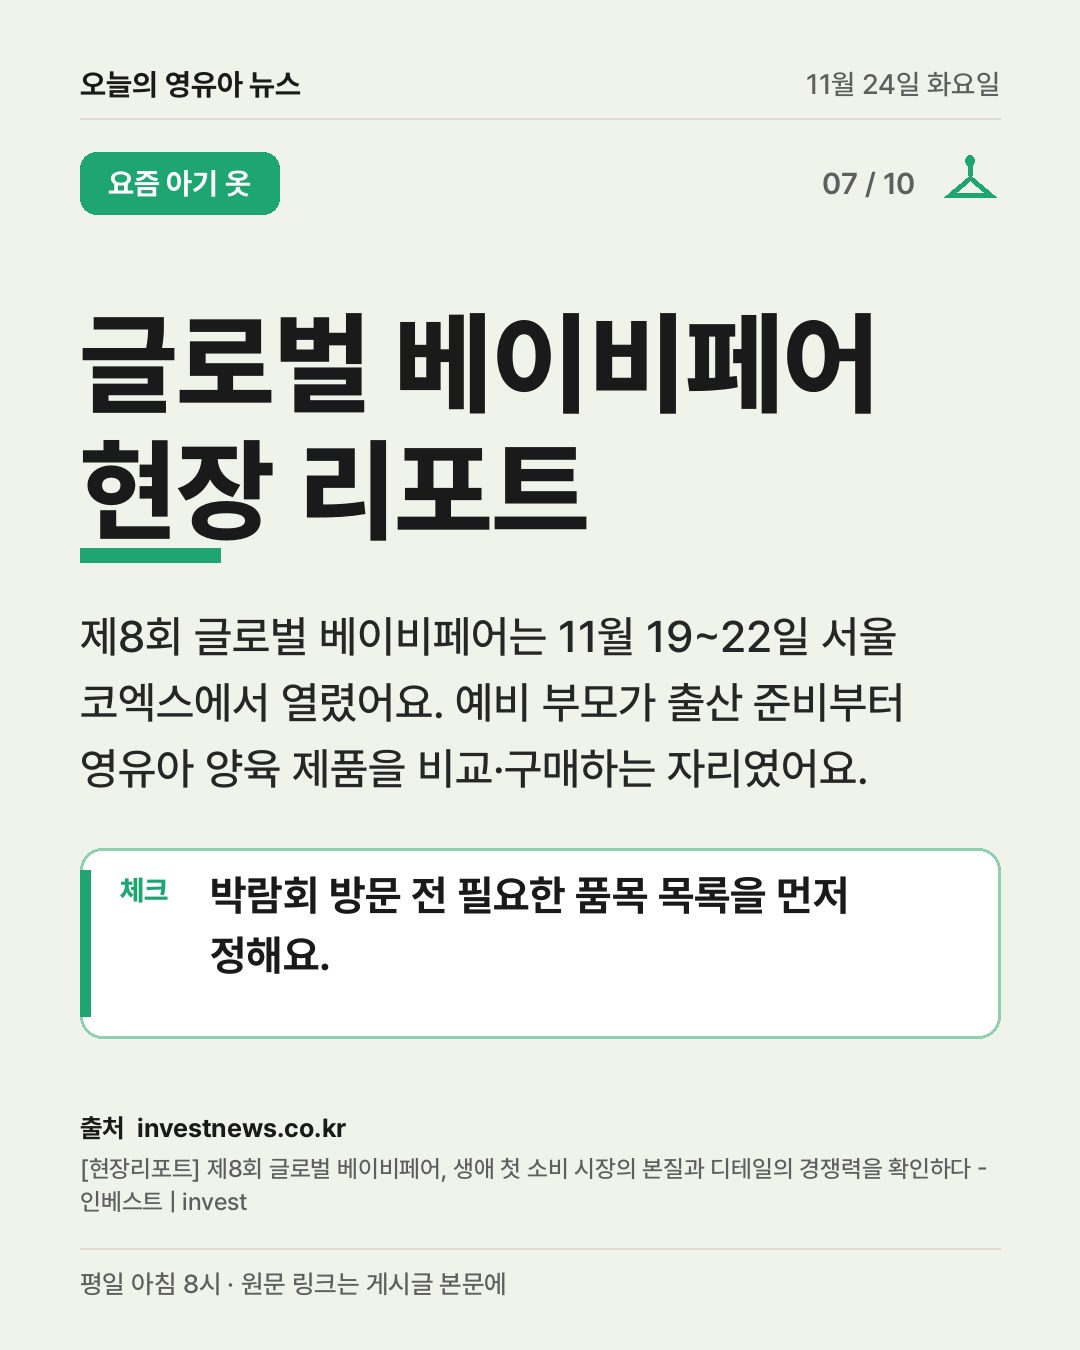 오늘의 영유아 뉴스
11월 24일 화요일
요즘 아기 옷
07 / 10
글로벌 베이비페어
현장 리포트
제8회 글로벌 베이비페어는 11월 19~22일 서울
코엑스에서 열렸어요. 예비 부모가 출산 준비부터
영유아 양육 제품을 비교·구매하는 자리였어요.
체크
박람회 방문 전 필요한 품목 목록을 먼저
정해요.
출처 investnews.co.kr
[현장리포트] 제8회 글로벌 베이비페어, 생애 첫 소비 시장의 본질과 디테일의 경쟁력을 확인하다 -
인베스트 | invest
평일 아침 8시 · 원문 링크는 게시글 본문에